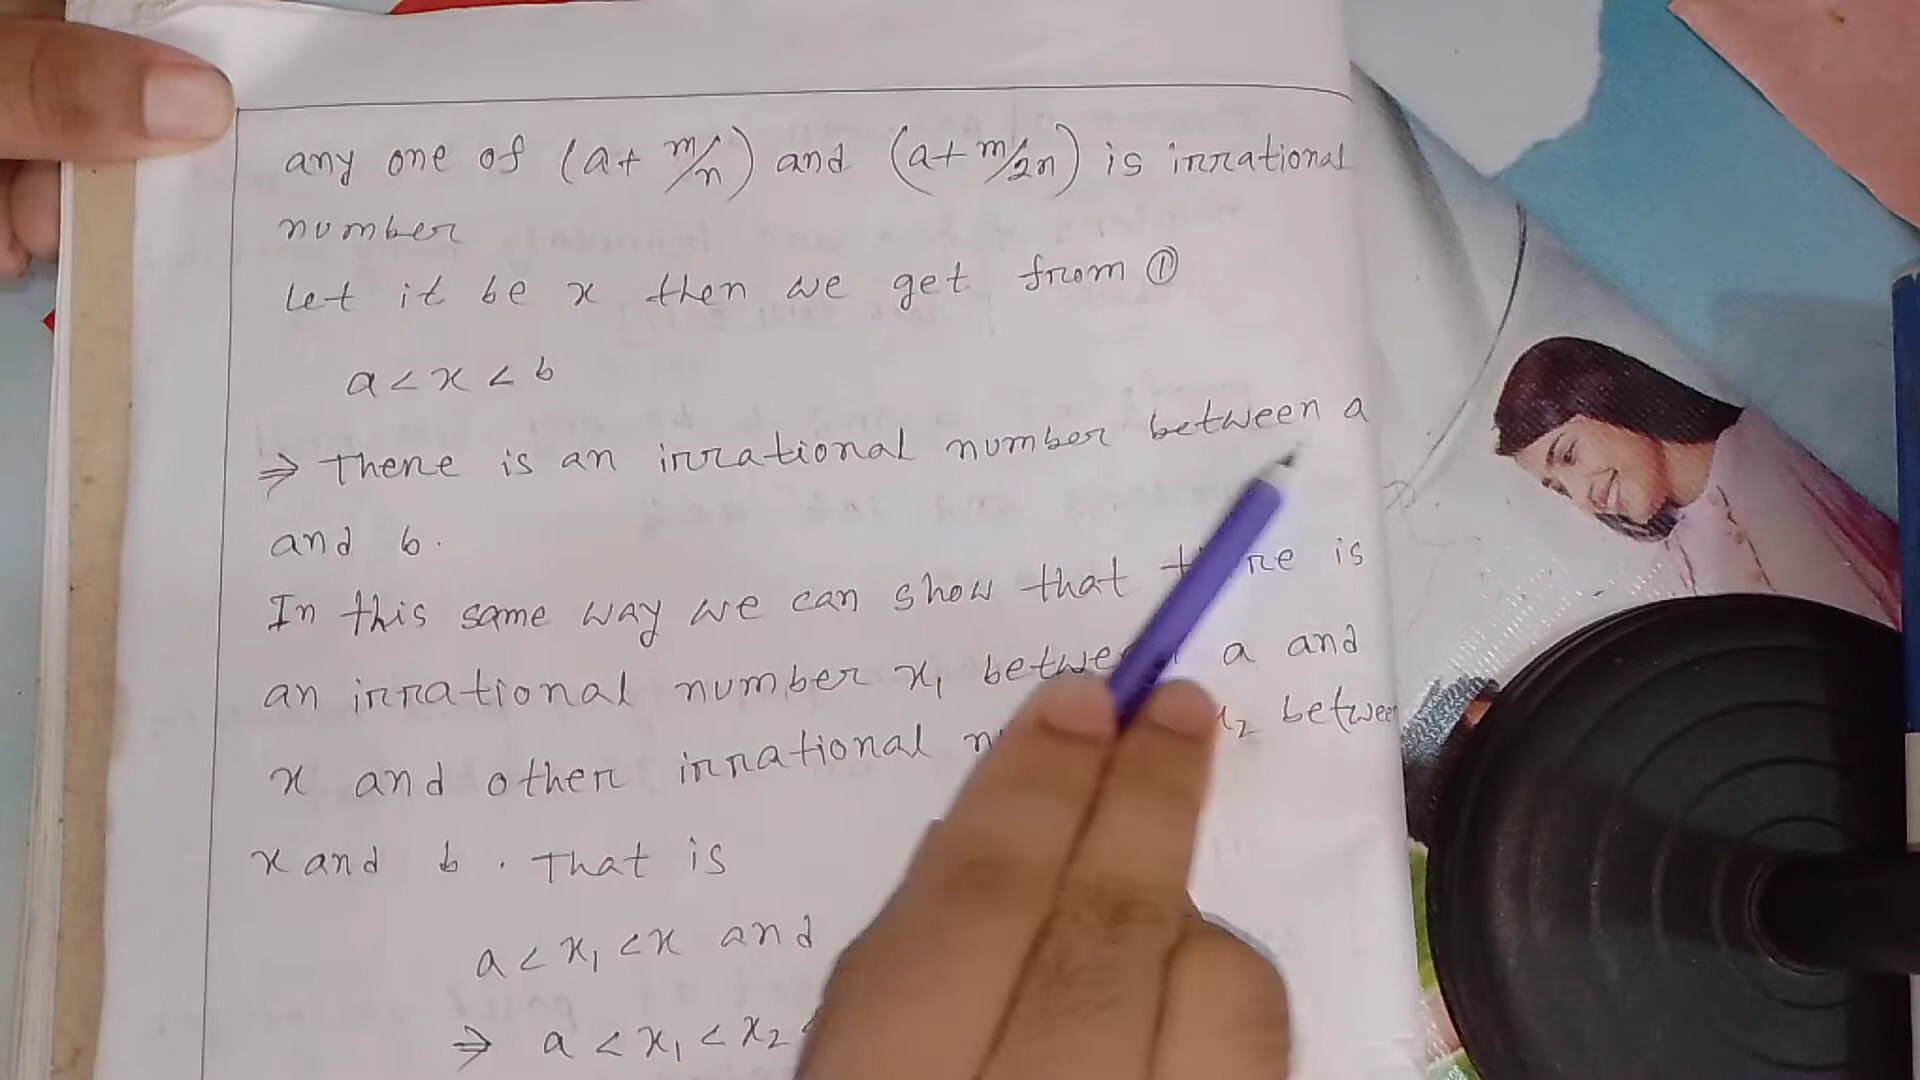 any one of (a+ m/n) and (a+ m/2n) is irrational
number
Let it be x then we get from ①
a < x < b
⇒ There is an irrational number between a
and b.
In this same way we can show that is
an irrational number x₁ a and
x and other irrational between
x and b . That is
a < x₁ < x and
⇒ a < x₁ < x₂